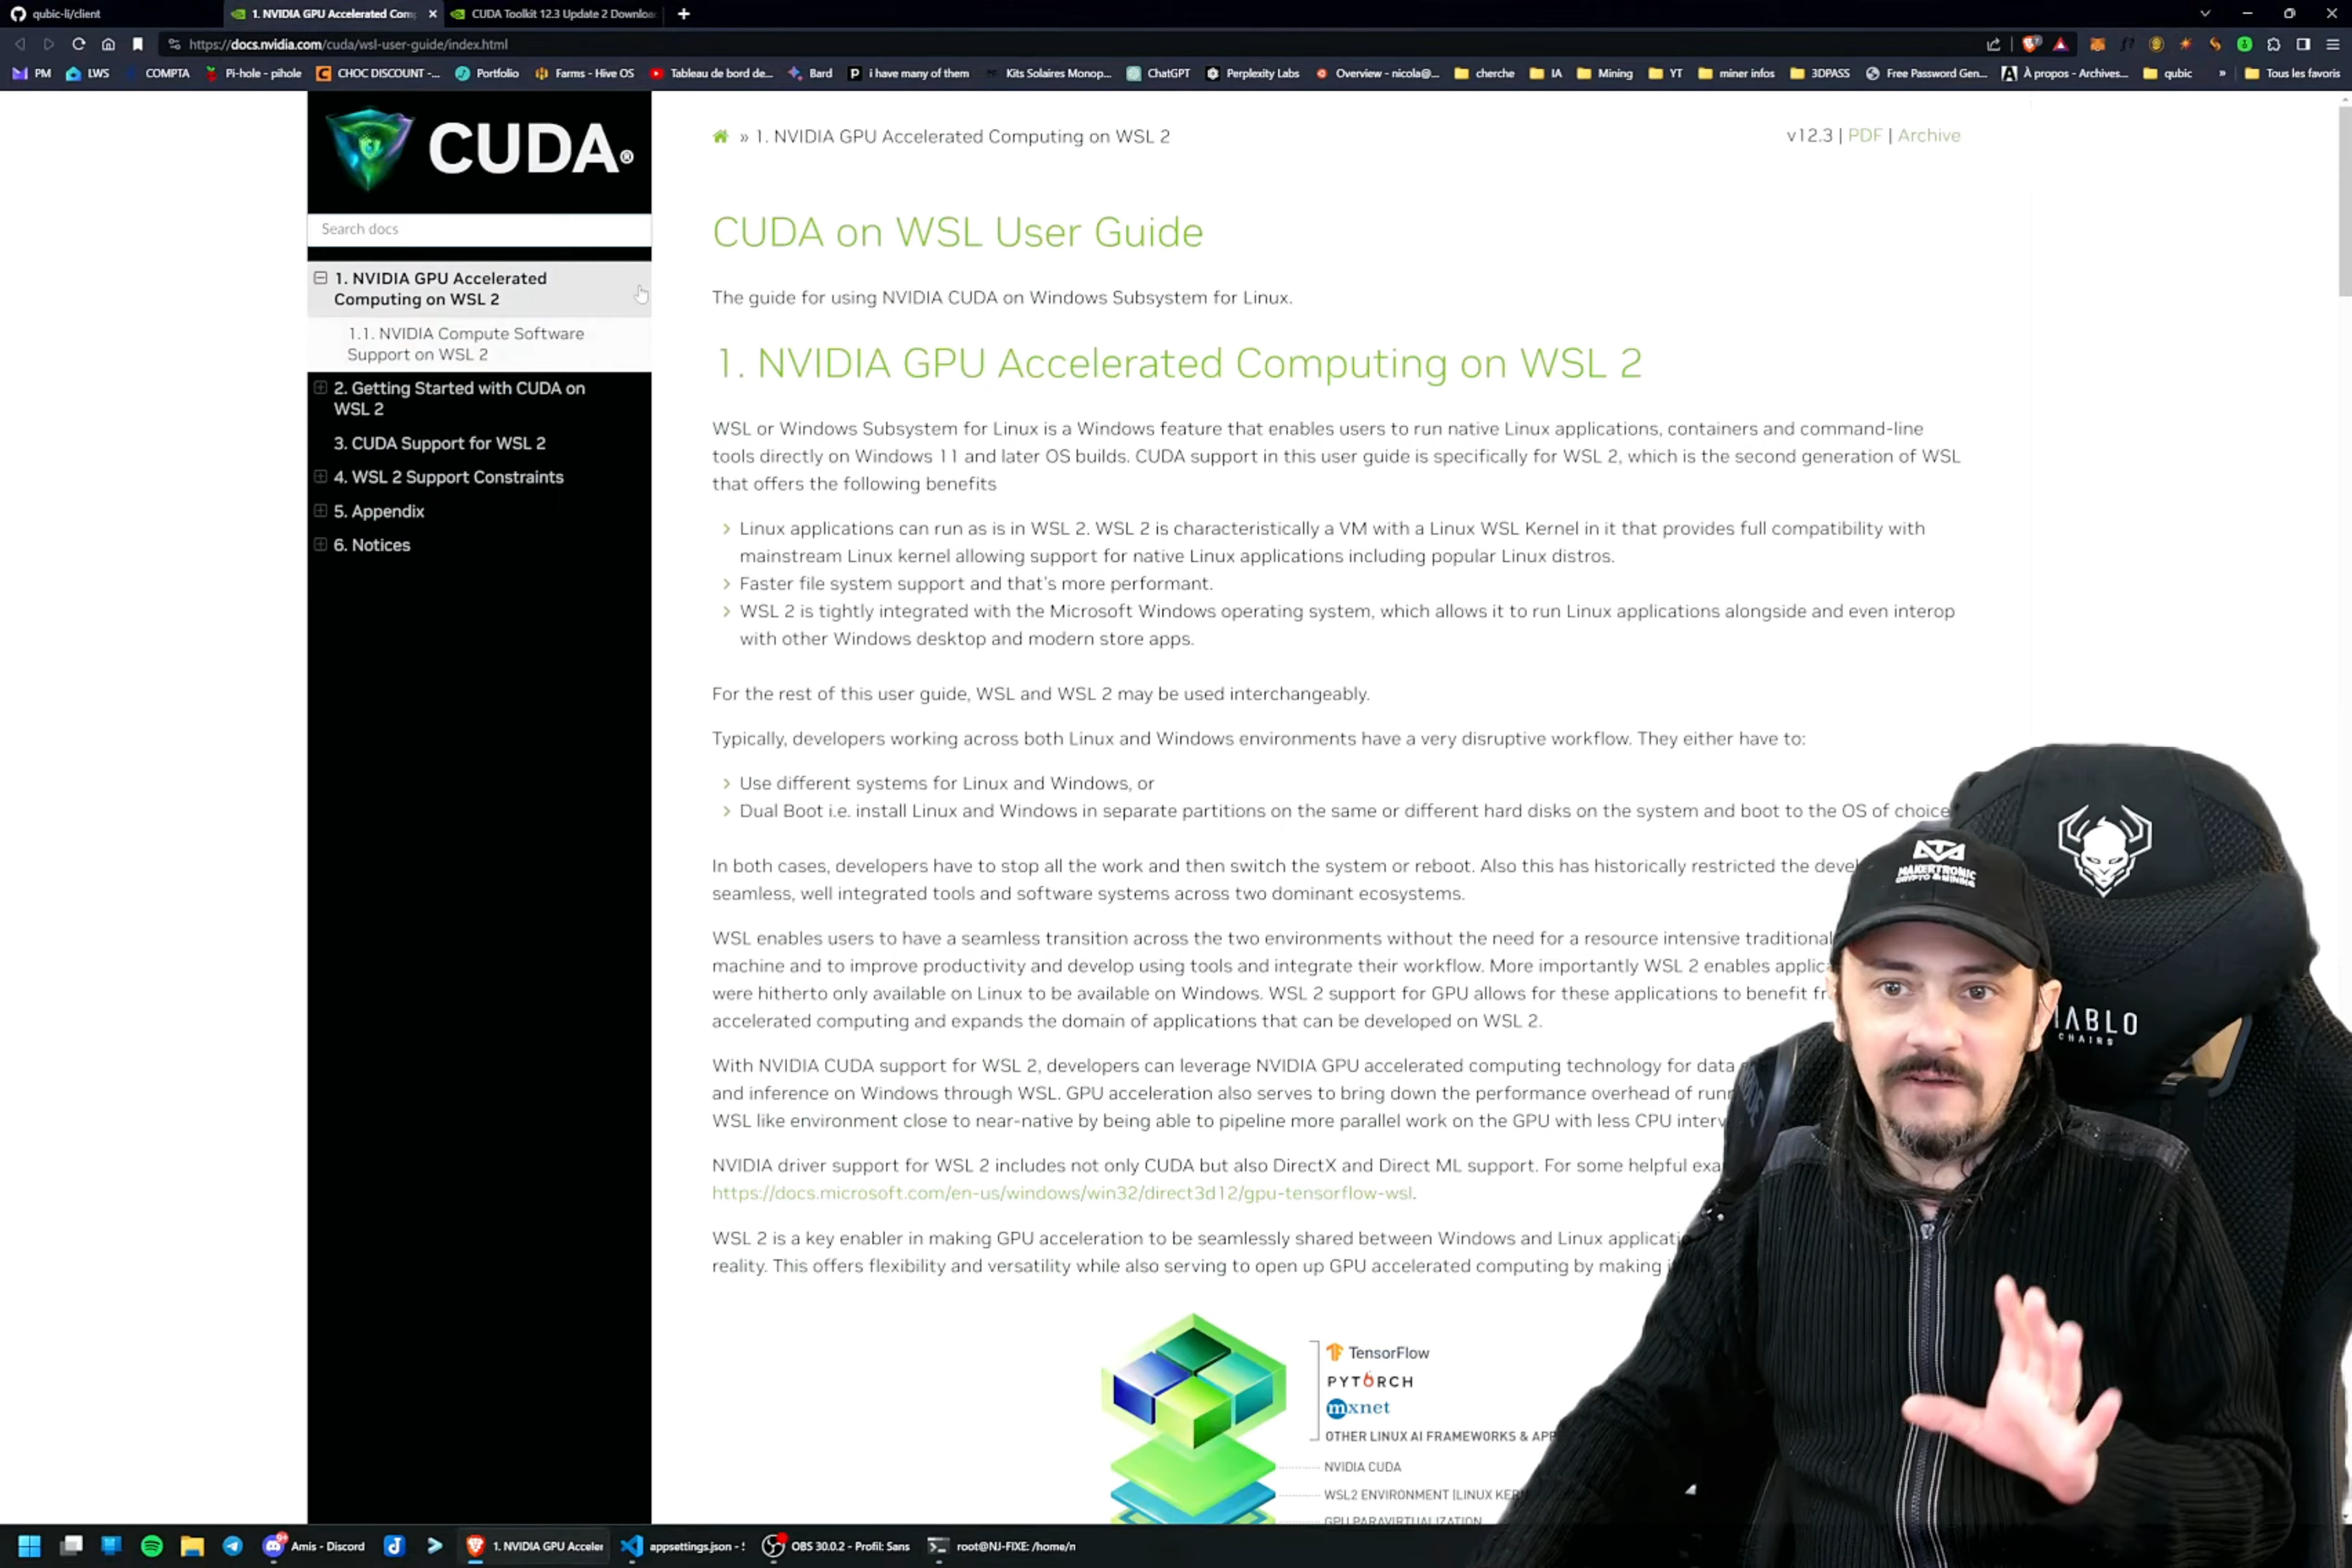 qubic-li/client
1. NVIDIA GPU Accelerated Com
CUDA Toolkit 12.3 Update 2 Downloa
https://docs.nvidia.com/cuda/wsl-user-guide/index.html
PM
LWS
COMPTA
Pi-hole - pihole
CHOC DISCOUNT -...
Portfolio
Farms - Hive OS
Tableau de bord de...
Bard
i have many of them
Kits Solaires Monop...
ChatGPT
Perplexity Labs
Overview - nicola@...
cherche
IA
Mining
YT
miner infos
3DPASS
Free Password Gen...
À propos - Archives...
qubic
»
Tous les favoris
CUDA®
Search docs
1. NVIDIA GPU Accelerated
Computing on WSL 2
1.1. NVIDIA Compute Software
Support on WSL 2
2. Getting Started with CUDA on
WSL 2
3. CUDA Support for WSL 2
4. WSL 2 Support Constraints
5. Appendix
6. Notices
» 1. NVIDIA GPU Accelerated Computing on WSL 2
v12.3 | PDF | Archive
CUDA on WSL User Guide
The guide for using NVIDIA CUDA on Windows Subsystem for Linux.
1. NVIDIA GPU Accelerated Computing on WSL 2
WSL or Windows Subsystem for Linux is a Windows feature that enables users to run native Linux applications, containers and command-line
tools directly on Windows 11 and later OS builds. CUDA support in this user guide is specifically for WSL 2, which is the second generation of WSL
that offers the following benefits
Linux applications can run as is in WSL 2. WSL 2 is characteristically a VM with a Linux WSL Kernel in it that provides full compatibility with
mainstream Linux kernel allowing support for native Linux applications including popular Linux distros.
Faster file system support and that's more performant.
WSL 2 is tightly integrated with the Microsoft Windows operating system, which allows it to run Linux applications alongside and even interop
with other Windows desktop and modern store apps.
For the rest of this user guide, WSL and WSL 2 may be used interchangeably.
Typically, developers working across both Linux and Windows environments have a very disruptive workflow. They either have to:
Use different systems for Linux and Windows, or
Dual Boot i.e. install Linux and Windows in separate partitions on the same or different hard disks on the system and boot to the OS of choice
In both cases, developers have to stop all the work and then switch the system or reboot. Also this has historically restricted the deve
seamless, well integrated tools and software systems across two dominant ecosystems.
WSL enables users to have a seamless transition across the two environments without the need for a resource intensive traditional
machine and to improve productivity and develop using tools and integrate their workflow. More importantly WSL 2 enables applic
were hitherto only available on Linux to be available on Windows. WSL 2 support for GPU allows for these applications to benefit fr
accelerated computing and expands the domain of applications that can be developed on WSL 2.
With NVIDIA CUDA support for WSL 2, developers can leverage NVIDIA GPU accelerated computing technology for data
and inference on Windows through WSL. GPU acceleration also serves to bring down the performance overhead of runn
WSL like environment close to near-native by being able to pipeline more parallel work on the GPU with less CPU interv
NVIDIA driver support for WSL 2 includes not only CUDA but also DirectX and Direct ML support. For some helpful exa
https://docs.microsoft.com/en-us/windows/win32/direct3d12/gpu-tensorflow-wsl.
WSL 2 is a key enabler in making GPU acceleration to be seamlessly shared between Windows and Linux applicati
reality. This offers flexibility and versatility while also serving to open up GPU accelerated computing by making i
TensorFlow
PYTORCH
mxnet
OTHER LINUX AI FRAMEWORKS & APP
NVIDIA CUDA
WSL2 ENVIRONMENT (LINUX KER
GPU PARAVIRTUALIZATION
MAKERTRONIC
CRYPTO & MINING
IABLO
CHAIRS
Amis - Discord
1. NVIDIA GPU Acceler
appsettings.json - S
OBS 30.0.2 - Profil: Sans
root@NJ-FIXE: /home/n